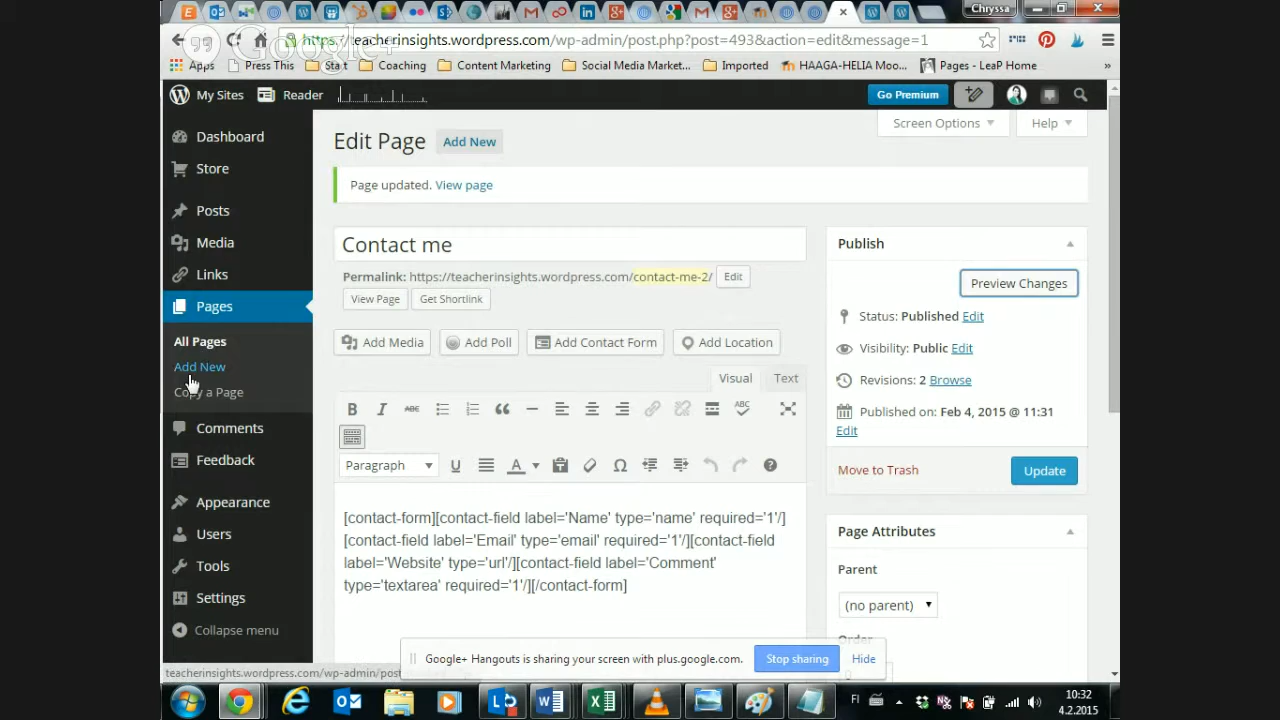 Chryssa
https://teacherinsights.wordpress.com/wp-admin/post.php?post=493&action=edit&message=1
Google+
Apps
Press This
Start
Coaching
Content Marketing
Social Media Market...
Imported
HAAGA-HELIA Moo...
Pages - LeaP Home
»
My Sites
Reader
Go Premium
Screen Options
Help
Dashboard
Store
Posts
Media
Links
Pages
All Pages
Add New
Copy a Page
Comments
Feedback
Appearance
Users
Tools
Settings
Collapse menu
Edit Page
Add New
Page updated. View page
Contact me
Permalink: https://teacherinsights.wordpress.com/contact-me-2/ Edit
View Page
Get Shortlink
Add Media
Add Poll
Add Contact Form
Add Location
Visual
Text
B I ABC
ABC
Paragraph
U
A
Ω
[contact-form][contact-field label='Name' type='name' required='1'/]
[contact-field label='Email' type='email' required='1'/][contact-field
label='Website' type='url'/][contact-field label='Comment'
type='textarea' required='1'/][/contact-form]
Publish
Preview Changes
Status: Published Edit
Visibility: Public Edit
Revisions: 2 Browse
Published on: Feb 4, 2015 @ 11:31
Edit
Move to Trash
Update
Page Attributes
Parent
(no parent)
Order
Google+ Hangouts is sharing your screen with plus.google.com.
Stop sharing
Hide
teacherinsights.wordpress.com/wp-admin/post
FI
10:32
4.2.2015